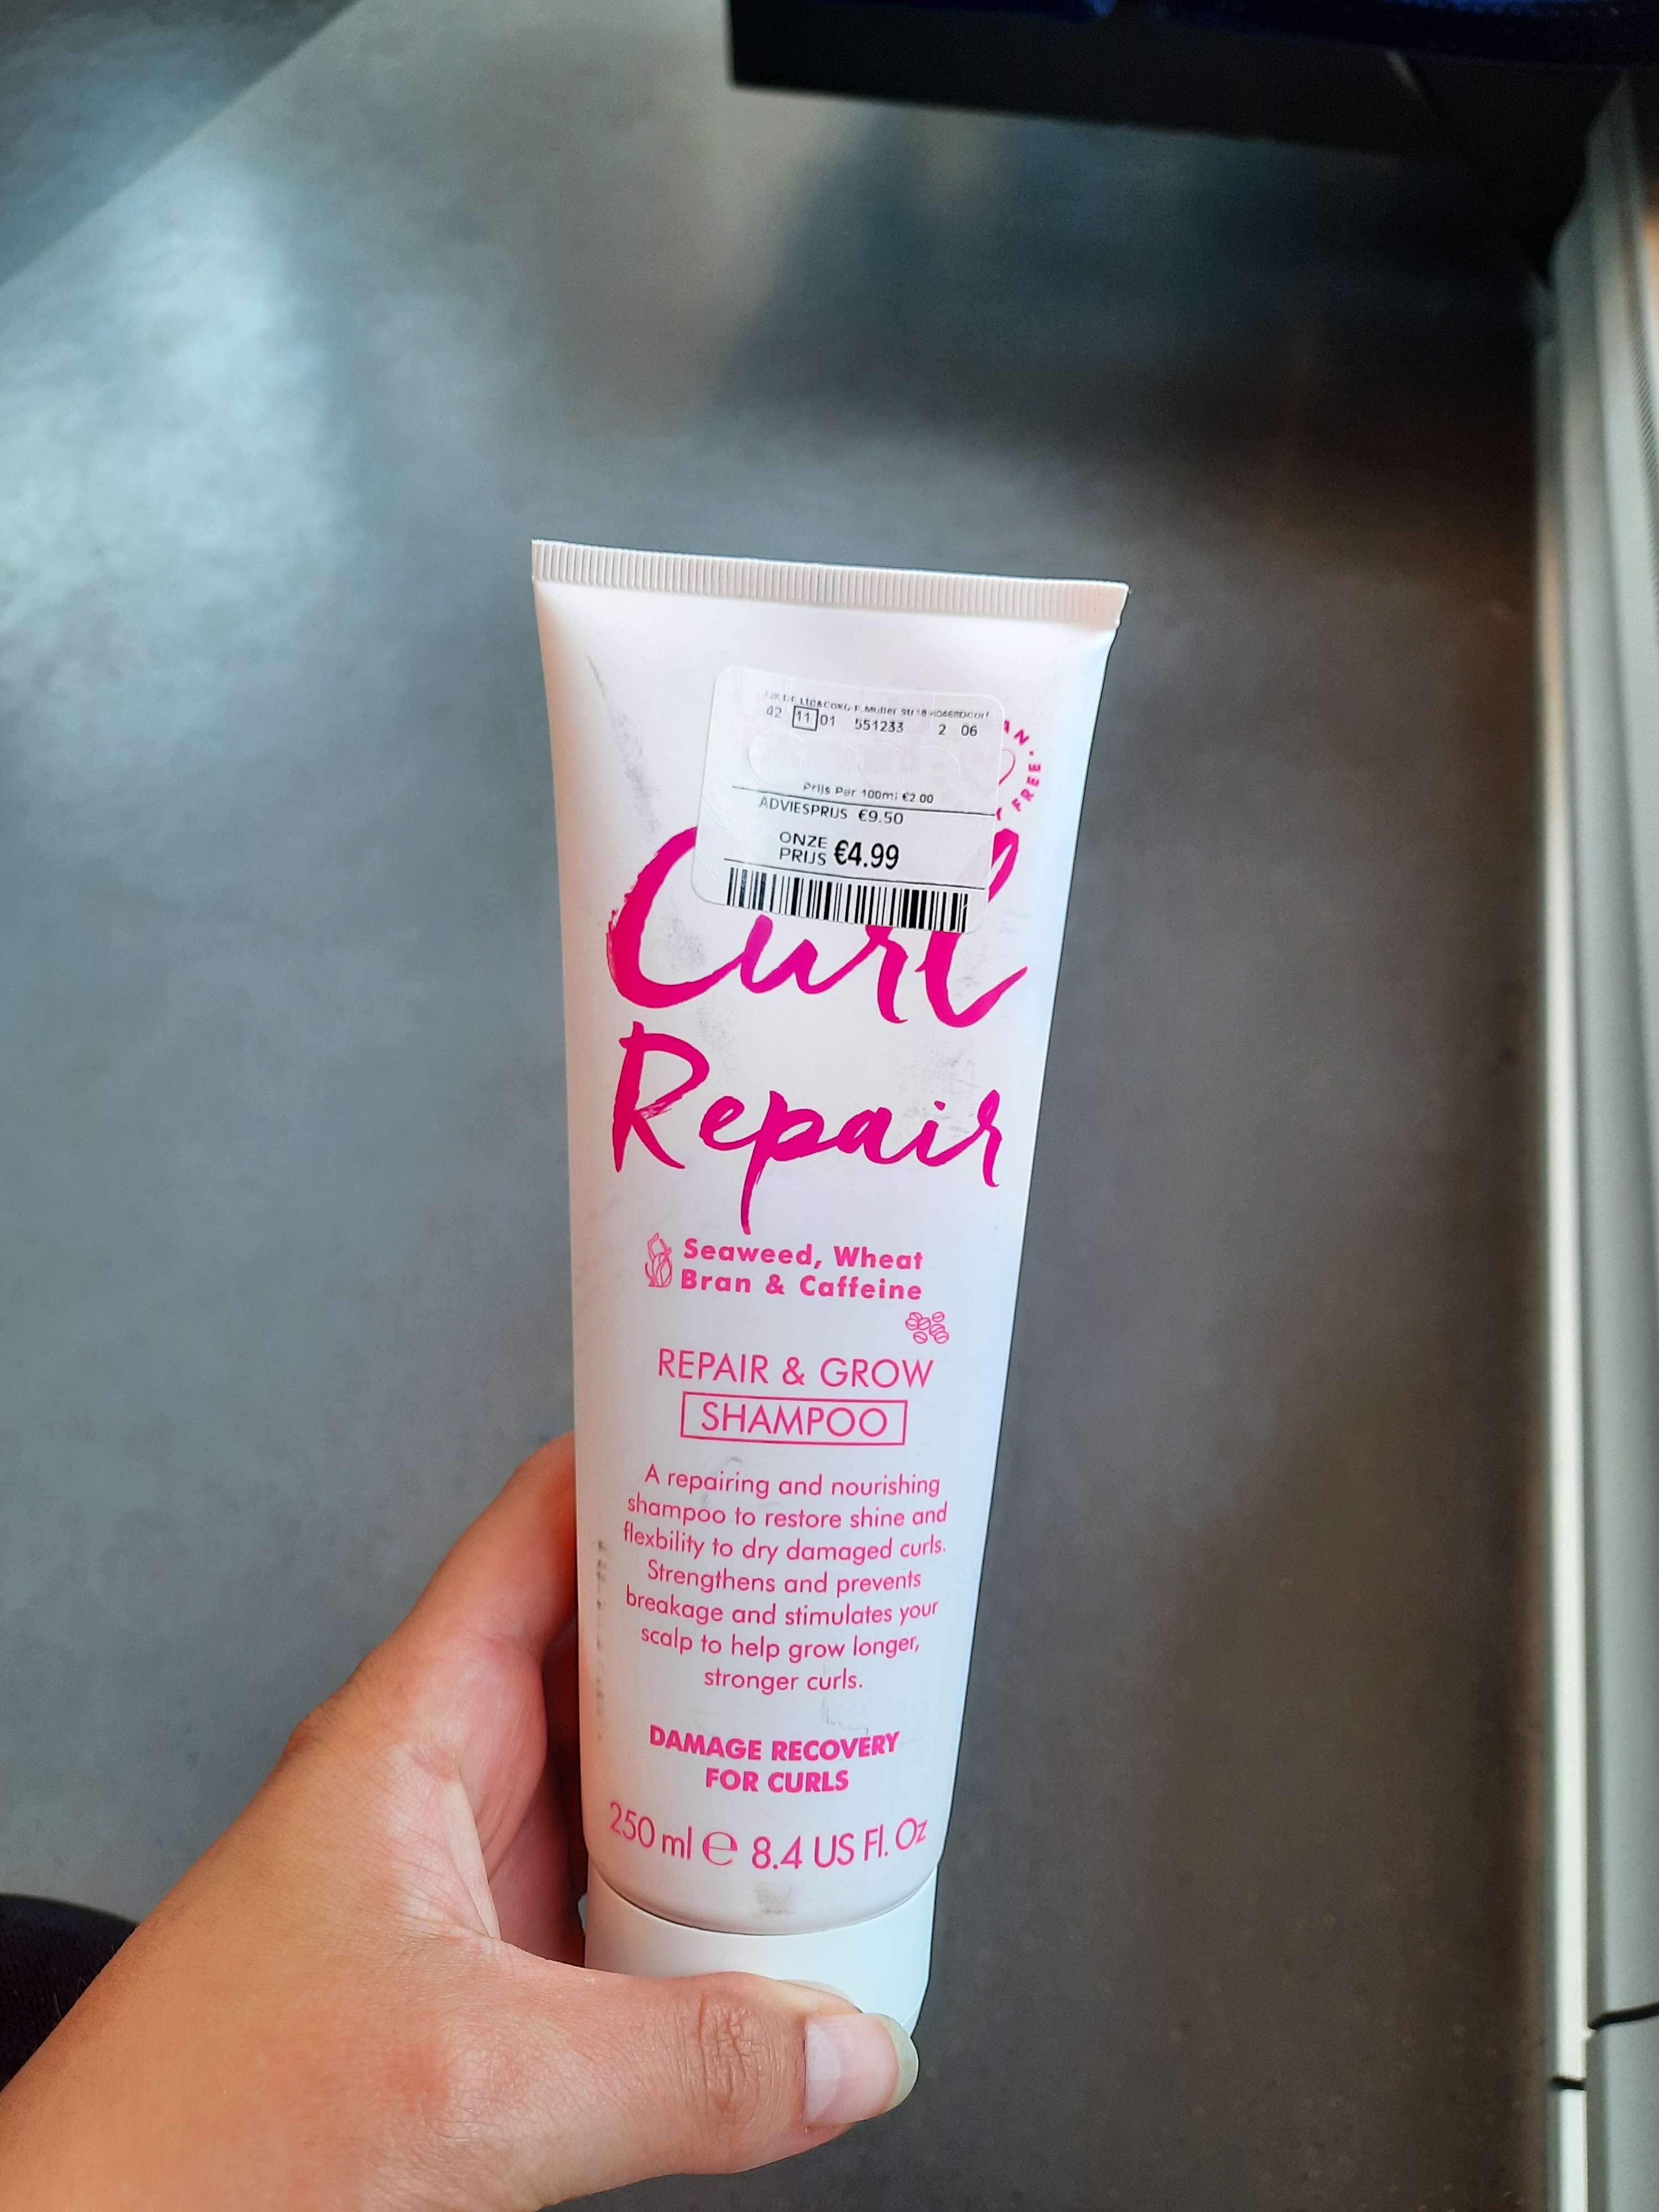 42 11 01 551233 2 06
Prijs Per 100ml €2.00
ADVIESPRIJS €9.50
ONZE
PRIJS €4.99
FREE
Curl
Repair
Seaweed, Wheat
Bran & Caffeine
REPAIR & GROW
SHAMPOO
A repairing and nourishing
shampoo to restore shine and
flexbility to dry damaged curls.
Strengthens and prevents
breakage and stimulates your
scalp to help grow longer,
stronger curls.
DAMAGE RECOVERY
FOR CURLS
250 ml e 8.4 US Fl. Oz